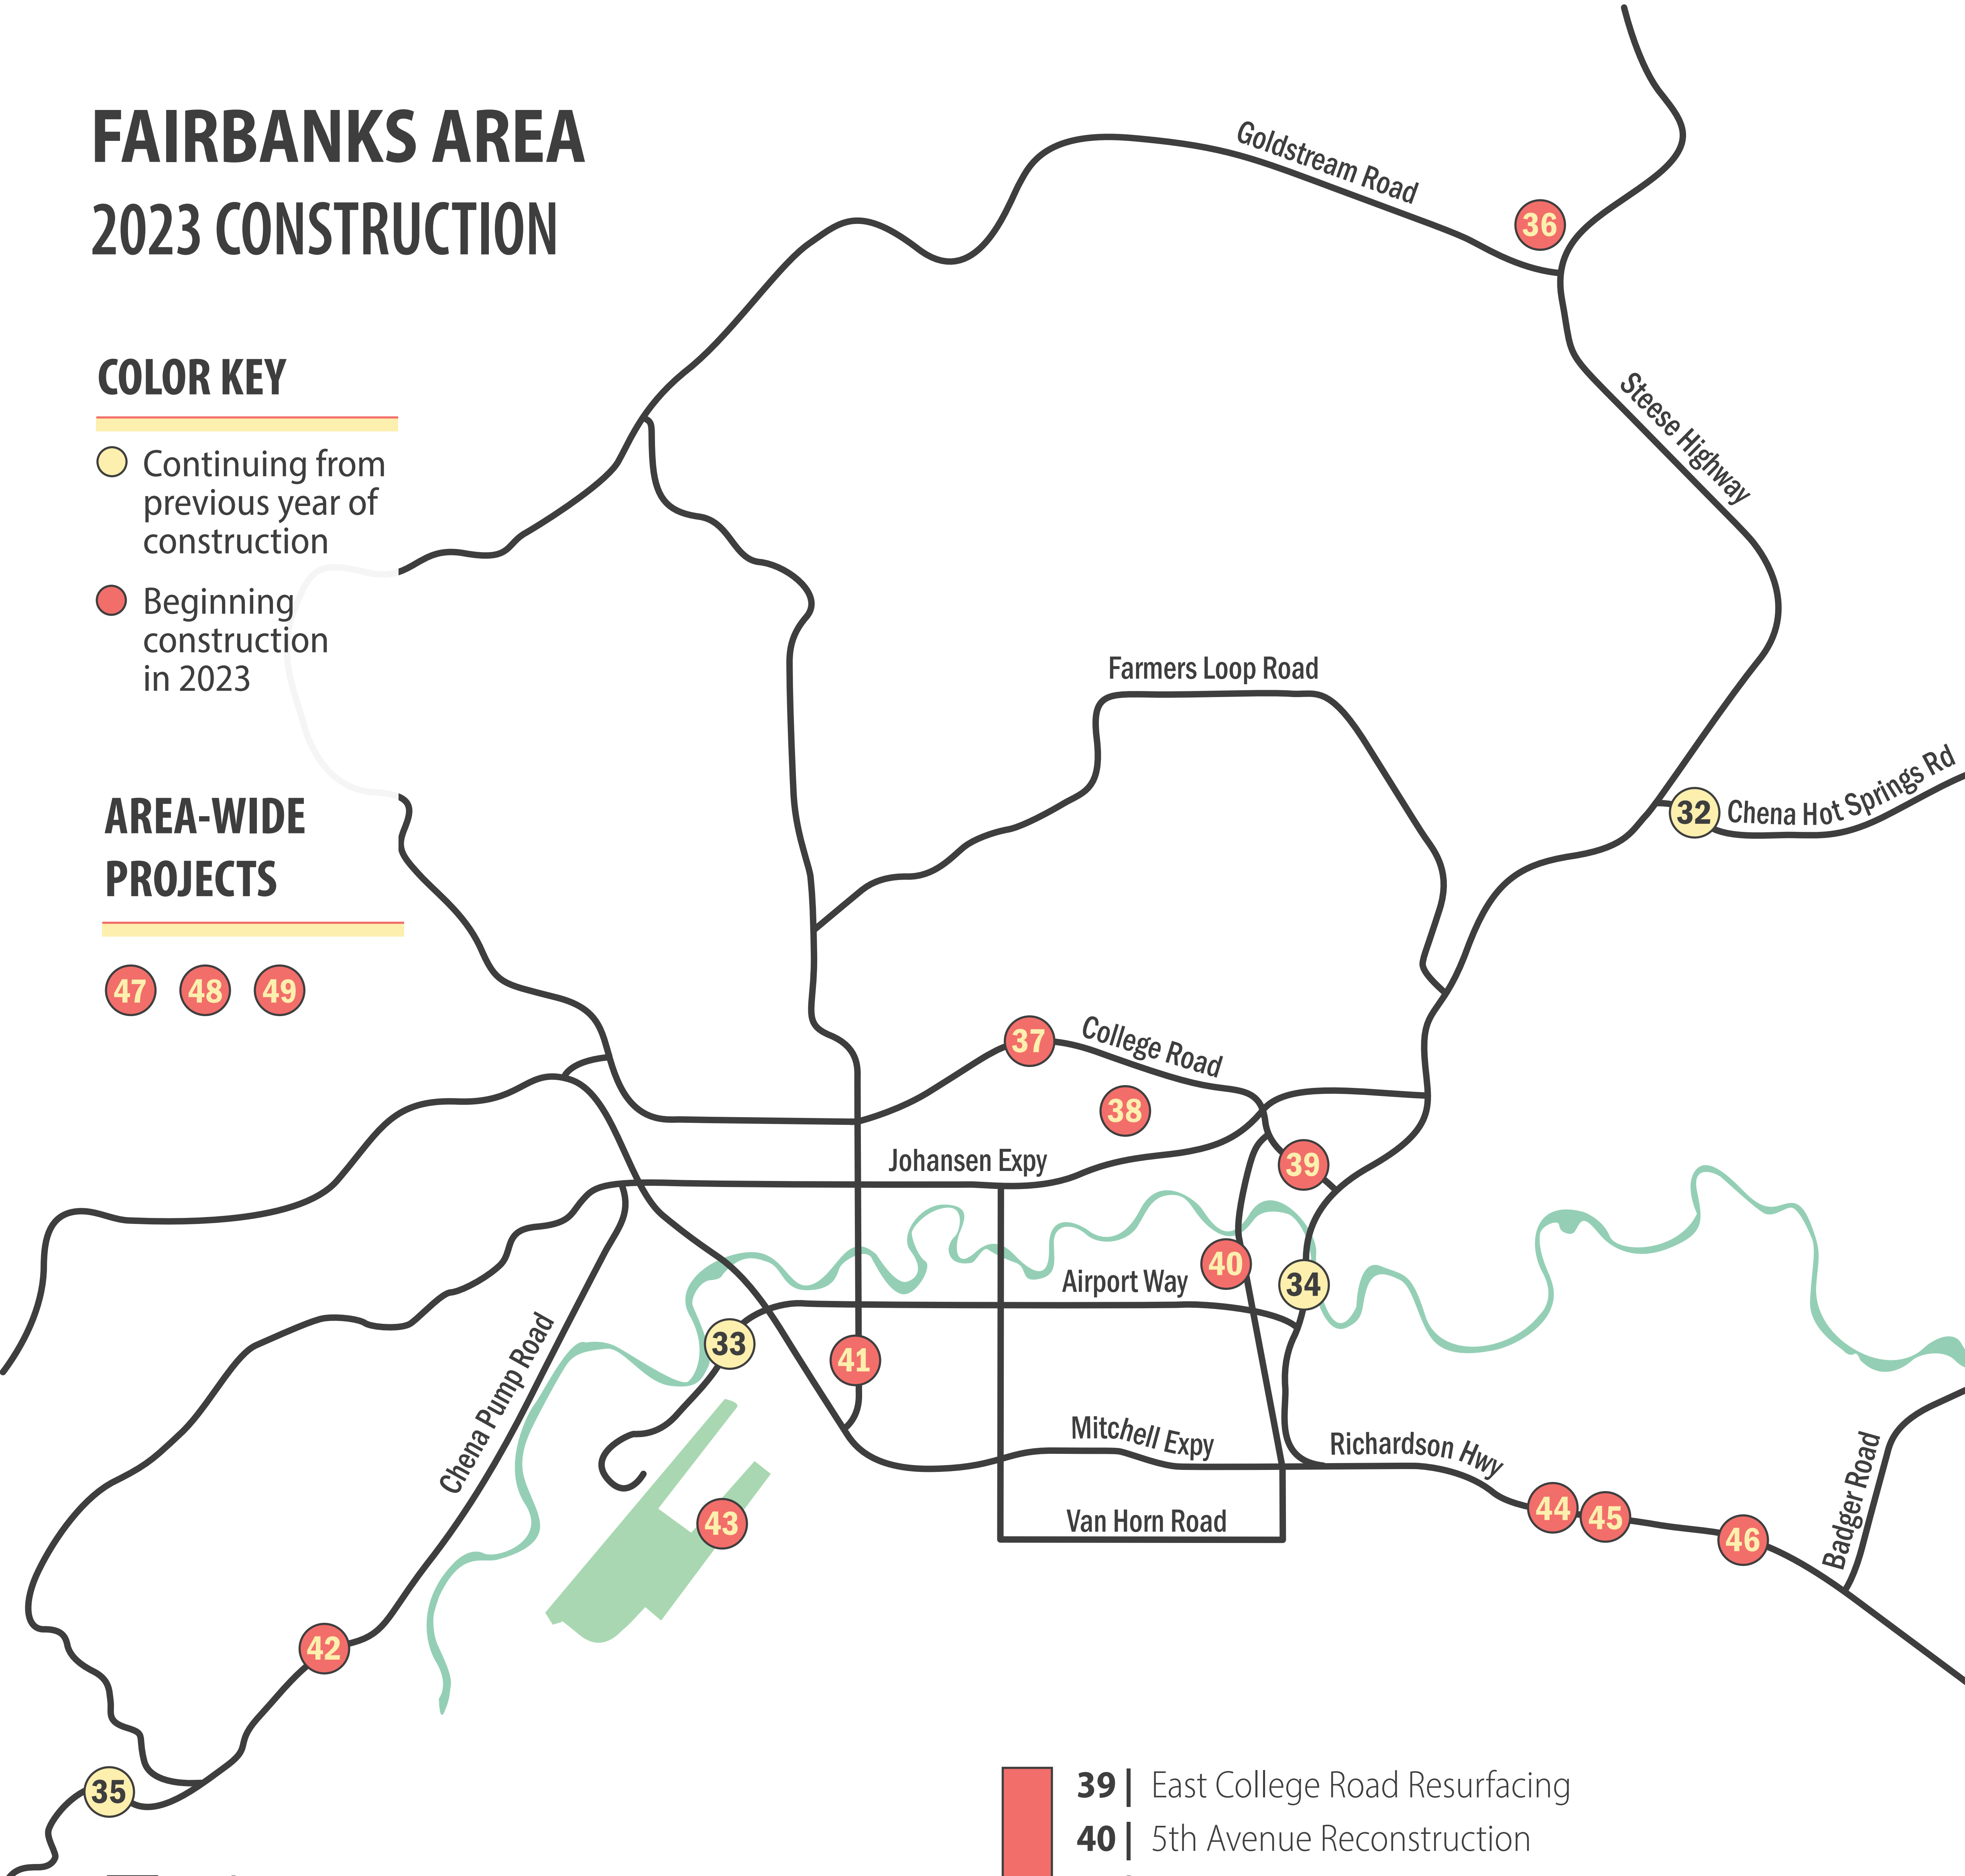 FAIRBANKS AREA
2023 CONSTRUCTION
COLOR KEY
Continuing from
previous year of
construction
Beginning
construction
in 2023
AREA-WIDE
PROJECTS
47 48 49
Goldstream Road
36
Steese Highway
Farmers Loop Road
32
Chena Hot Springs Rd
37
College Road
38
Johansen Expy
39
40
Airport Way
34
33
41
Chena Pump Road
Mitchell Expy
Richardson Hwy
43
Van Horn Road
44
45
46
Badger Road
42
35
39 | East College Road Resurfacing
40 | 5th Avenue Reconstruction